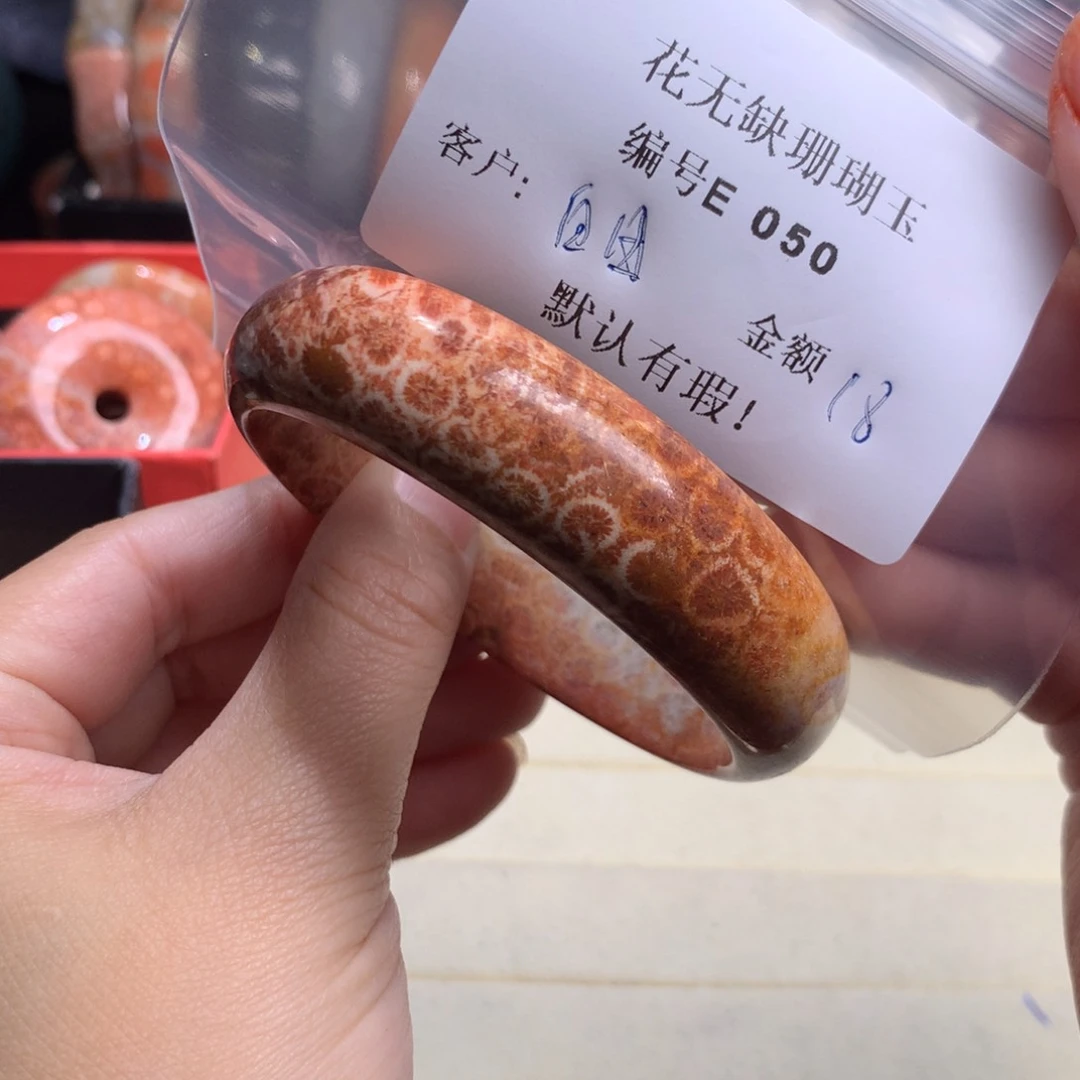 花无缺珊瑚玉
编号E 050
客户：
金额 18
默认有瑕！